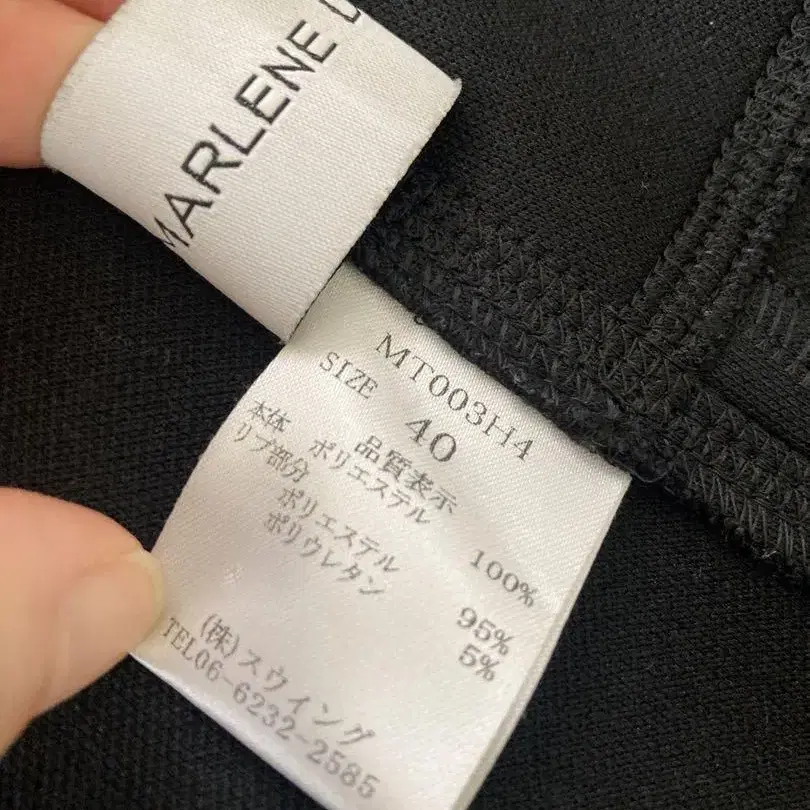 MARLENE D
MT003H4
SIZE 40
品質表示
本体 ポリエステル 100%
リブ部分
ポリエステル 95%
ポリウレタン 5%
(株)スウィング
TEL06-6232-2585